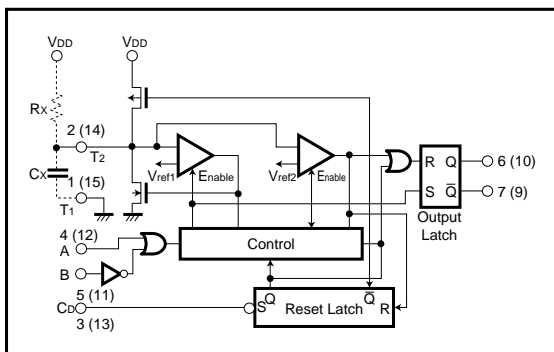 VDD VDD
RX
2 (14)
T2
CX
1 (15)
T1
Vref1 Enable
Vref2 Enable
R Q 6 (10)
S Q̅ 7 (9)
Output
Latch
4 (12)
A
Control
B
5 (11)
CD
3 (13)
S Q Reset Latch Q̅ R